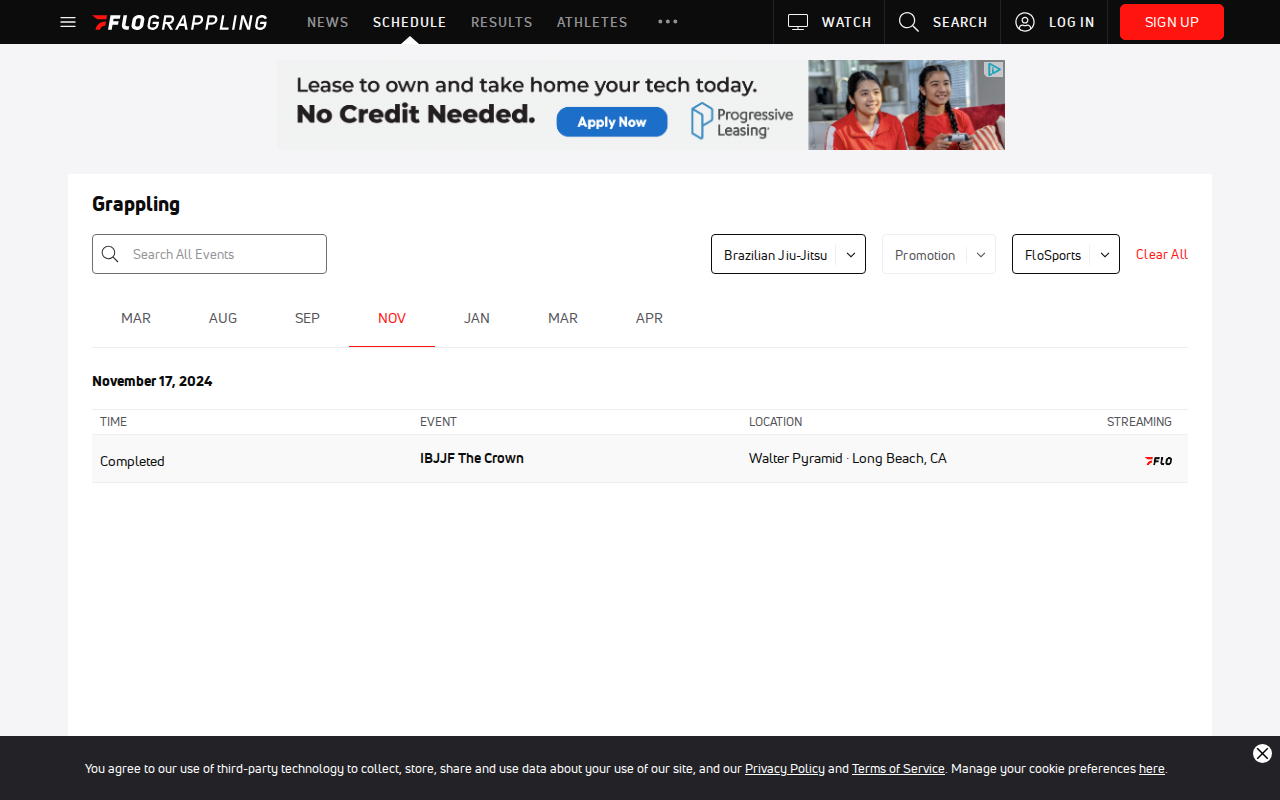 FLOGRAPPLING NEWS SCHEDULE RESULTS ATHLETES ••• WATCH SEARCH LOG IN SIGN UP
Lease to own and take home your tech today.
No Credit Needed. Apply Now Progressive Leasing
Grappling
Search All Events Brazilian Jiu-Jitsu Promotion FloSports Clear All
MAR AUG SEP NOV JAN MAR APR
November 17, 2024
TIME EVENT LOCATION STREAMING
Completed IBJJF The Crown Walter Pyramid · Long Beach, CA FLO
You agree to our use of third-party technology to collect, store, share and use data about your use of our site, and our Privacy Policy and Terms of Service. Manage your cookie preferences here.